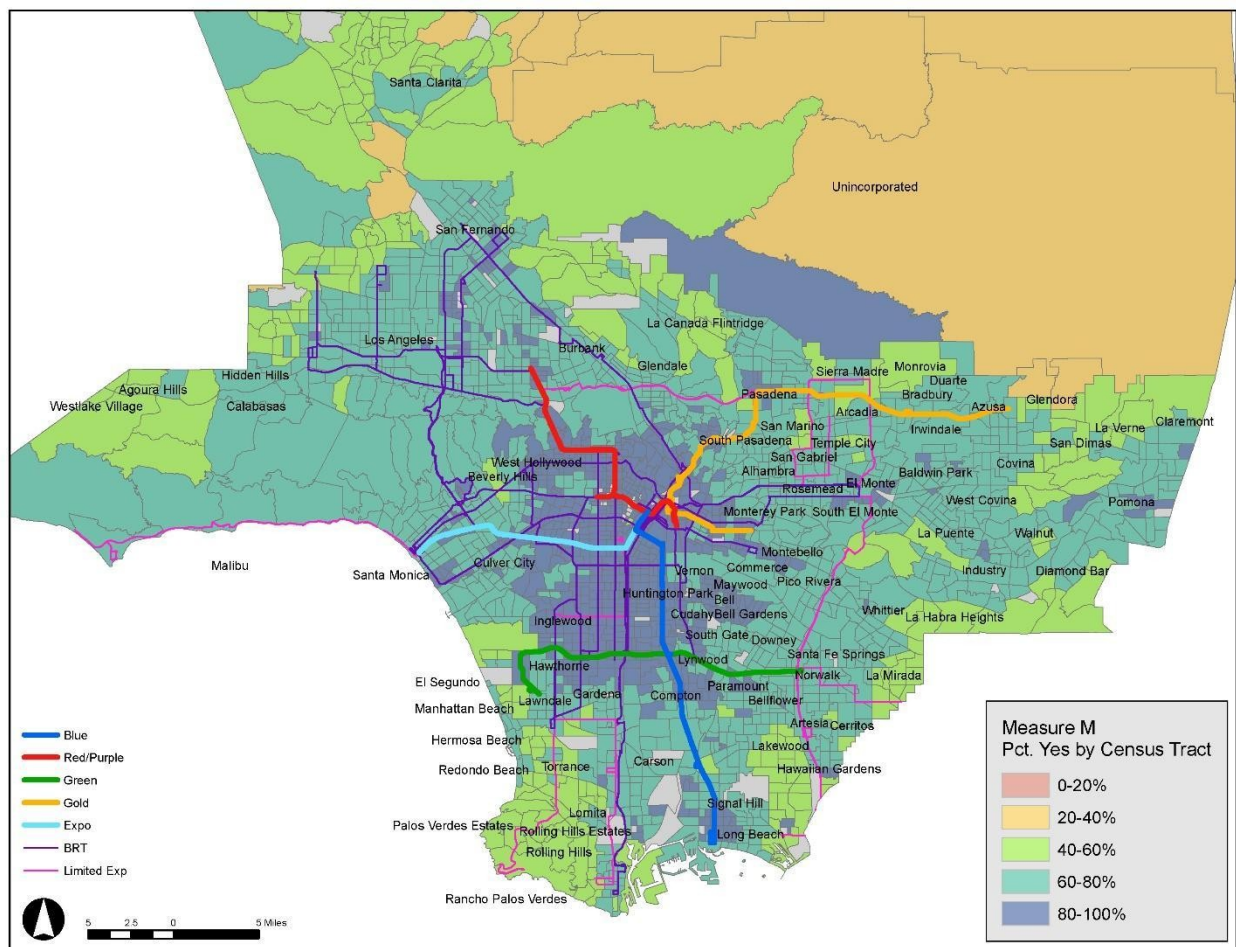 Santa Clarita
Unincorporated
San Fernando
La Canada Flintridge
Los Angeles
Burbank
Glendale
Sierra Madre
Monrovia
Duarte
Bradbury
Hidden Hills
Agoura Hills
Westlake Village
Calabasas
Pasadena
Arcadia
Azusa
Glendora
Claremont
La Verne
San Dimas
Irwindale
San Marino
South Pasadena
Temple City
San Gabriel
Covina
West Hollywood
Beverly Hills
Alhambra
Baldwin Park
El Monte
Rosemead
West Covina
Pomona
Monterey Park
South El Monte
La Puente
Walnut
Montebello
Malibu
Santa Monica
Culver City
Vernon
Commerce
Industry
Diamond Bar
Maywood
Pico Rivera
Huntington Park
Bell
Whittier
Cudahy
Bell Gardens
La Habra Heights
Inglewood
South Gate
Downey
Santa Fe Springs
Hawthorne
Lynwood
Norwalk
La Mirada
El Segundo
Lawndale
Gardena
Compton
Paramount
Bellflower
Manhattan Beach
Artesia
Cerritos
Hermosa Beach
Lakewood
Redondo Beach
Torrance
Carson
Hawaiian Gardens
Lomita
Signal Hill
Palos Verdes Estates
Rolling Hills Estates
Long Beach
Rolling Hills
Rancho Palos Verdes
Blue
Red/Purple
Green
Gold
Expo
BRT
Limited Exp
5 2.5 0 5 Miles
Measure M
Pct. Yes by Census Tract
0-20%
20-40%
40-60%
60-80%
80-100%